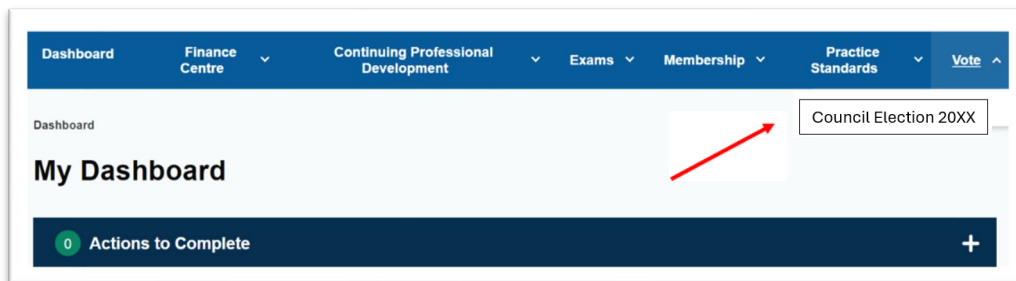 Dashboard
Finance Centre
Continuing Professional Development
Exams
Membership
Practice Standards
Vote
Council Election 20XX
Dashboard
My Dashboard
0 Actions to Complete